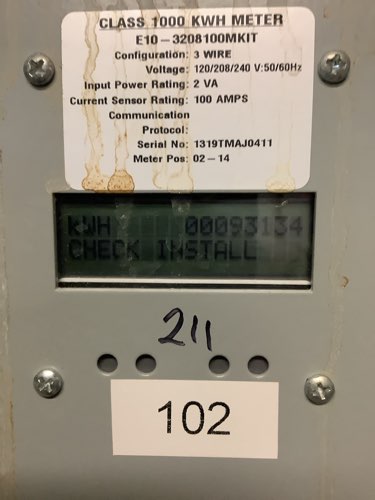 CLASS 1000 KWH METER
E10-3208100MKIT
Configuration: 3 WIRE
Voltage: 120/208/240 V:50/60Hz
Input Power Rating: 2 VA
Current Sensor Rating: 100 AMPS
Communication
Protocol:
Serial No: 1319TMAJ0411
Meter Pos: 02-14
kWH 00093134
CHECK INSTALL
211
102